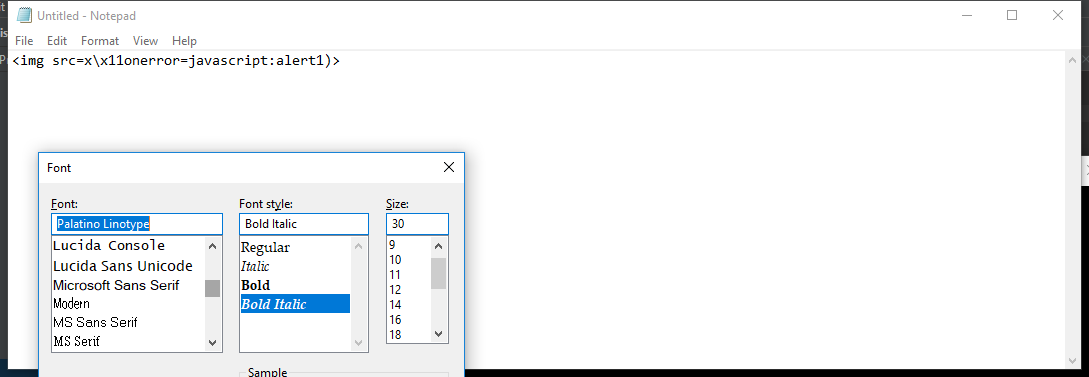 Untitled - Notepad
File Edit Format View Help
<img src=x\x11onerror=javascript:alert1)>
Font
Font: Font style: Size:
Palatino Linotype Bold Italic 30
Lucida Console Regular 9
Lucida Sans Unicode Italic 10
Microsoft Sans Serif Bold 11
Modern Bold Italic 12
MS Sans Serif 14
MS Serif 16
18
Sample